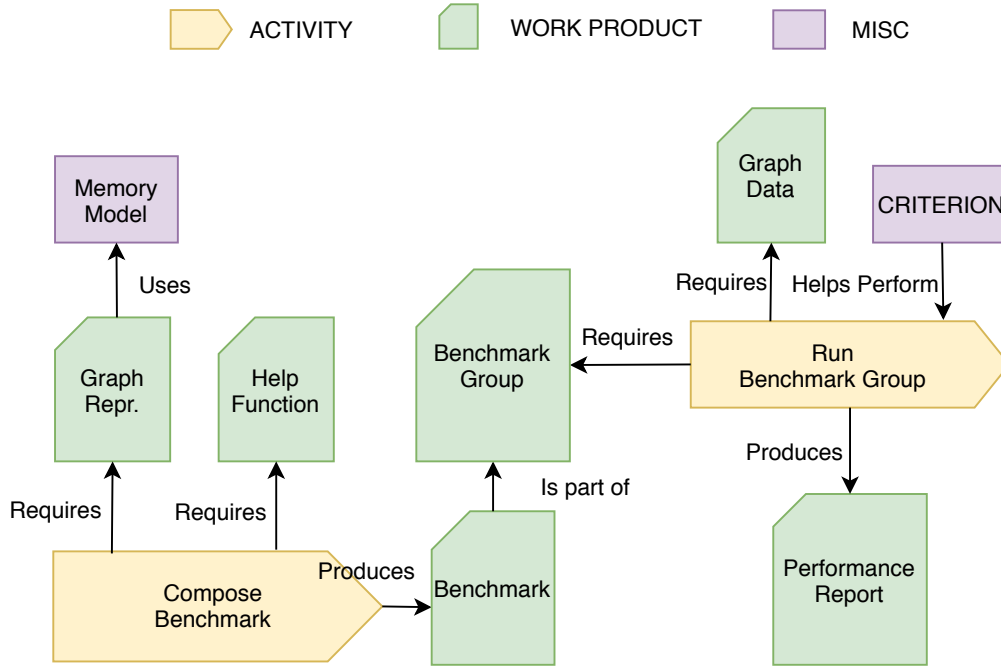 ACTIVITY
WORK PRODUCT
MISC
Memory
Model
Graph
Data
CRITERION
Uses
Requires
Helps Perform
Graph
Repr.
Help
Function
Benchmark
Group
Requires
Run
Benchmark Group
Requires
Requires
Is part of
Produces
Compose
Benchmark
Produces
Benchmark
Performance
Report